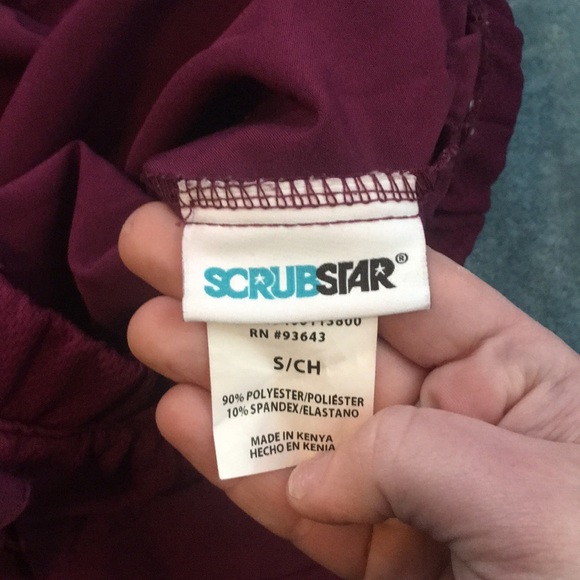 SCRUBSTAR®
RN #93643
S/CH
90% POLYESTER/POLIÉSTER
10% SPANDEX/ELASTANO
MADE IN KENYA
HECHO EN KENIA